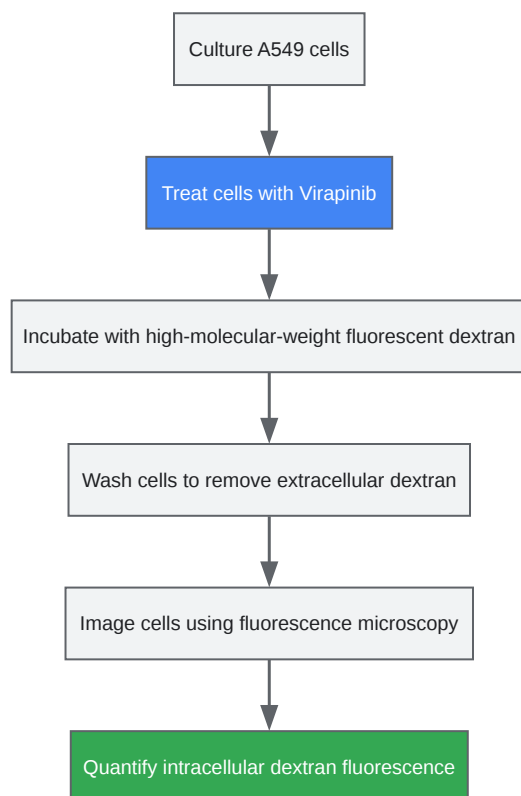 Culture A549 cells
Treat cells with Virapinib
Incubate with high-molecular-weight fluorescent dextran
Wash cells to remove extracellular dextran
Image cells using fluorescence microscopy
Quantify intracellular dextran fluorescence